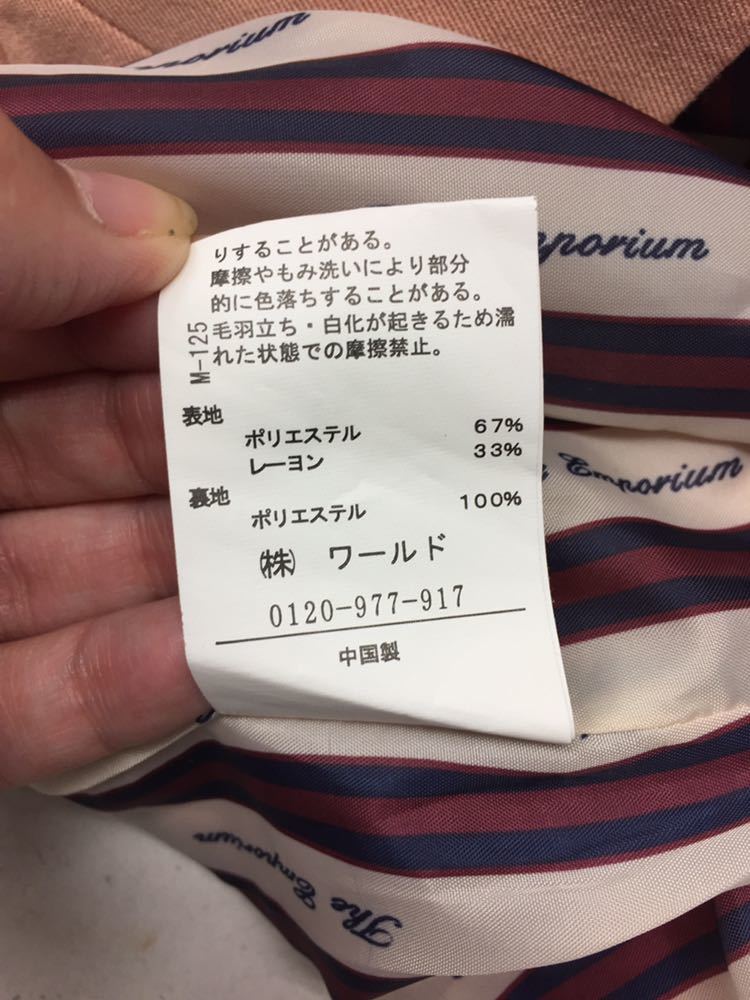 Emporium
Emporium
りすることがある。
摩擦やもみ洗いにより部分
的に色落ちすることがある。
毛羽立ち・白化が起きるため濡
れた状態での摩擦禁止。
M-125
表地
ポリエステル 67%
レーヨン 33%
裏地
ポリエステル 100%
㈱ ワールド
0120-977-917
中国製
Emporium
The Emporium